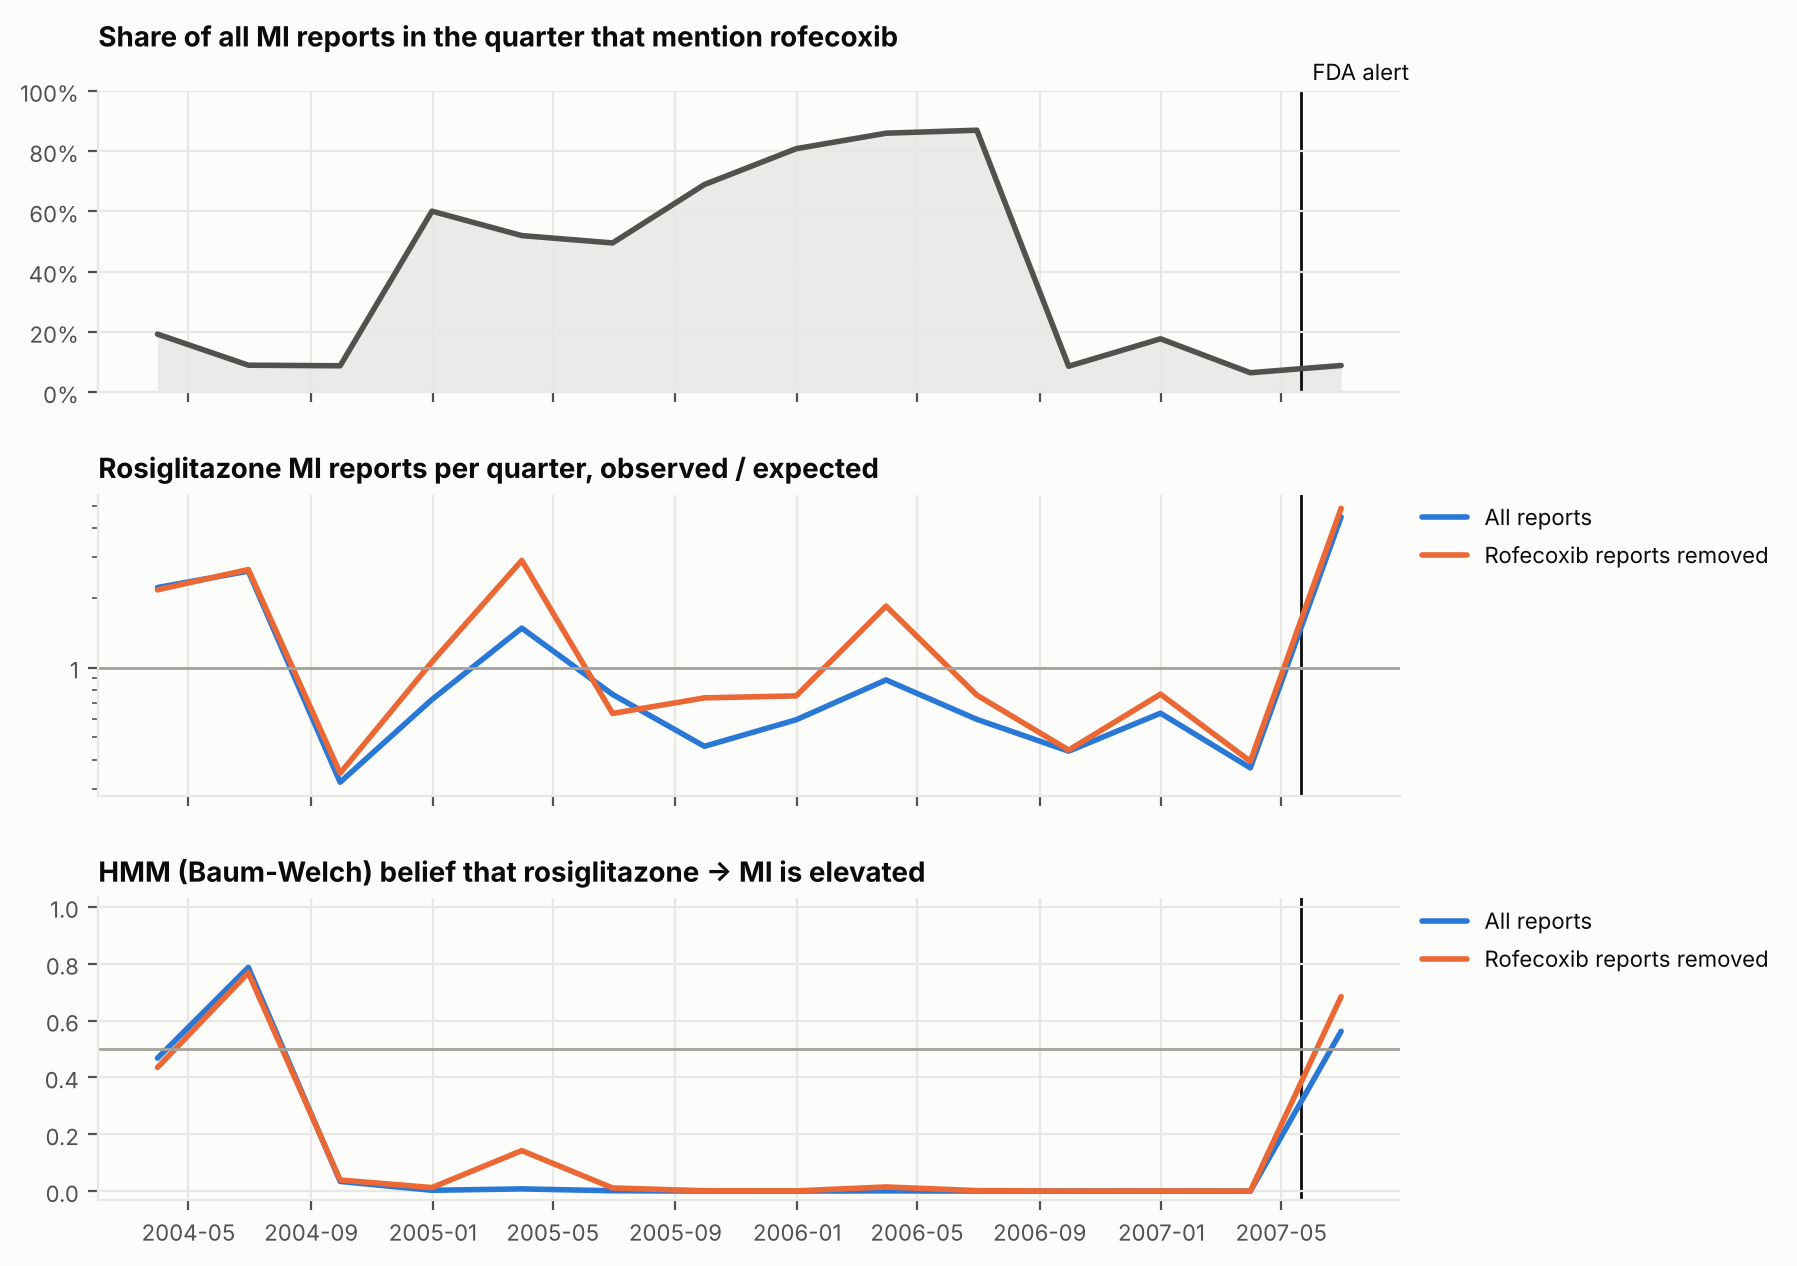 Share of all MI reports in the quarter that mention rofecoxib
FDA alert
100%
80%
60%
40%
20%
0%
Rosiglitazone MI reports per quarter, observed / expected
1
All reports
Rofecoxib reports removed
HMM (Baum-Welch) belief that rosiglitazone → MI is elevated
1.0
0.8
0.6
0.4
0.2
0.0
All reports
Rofecoxib reports removed
2004-05 2004-09 2005-01 2005-05 2005-09 2006-01 2006-05 2006-09 2007-01 2007-05